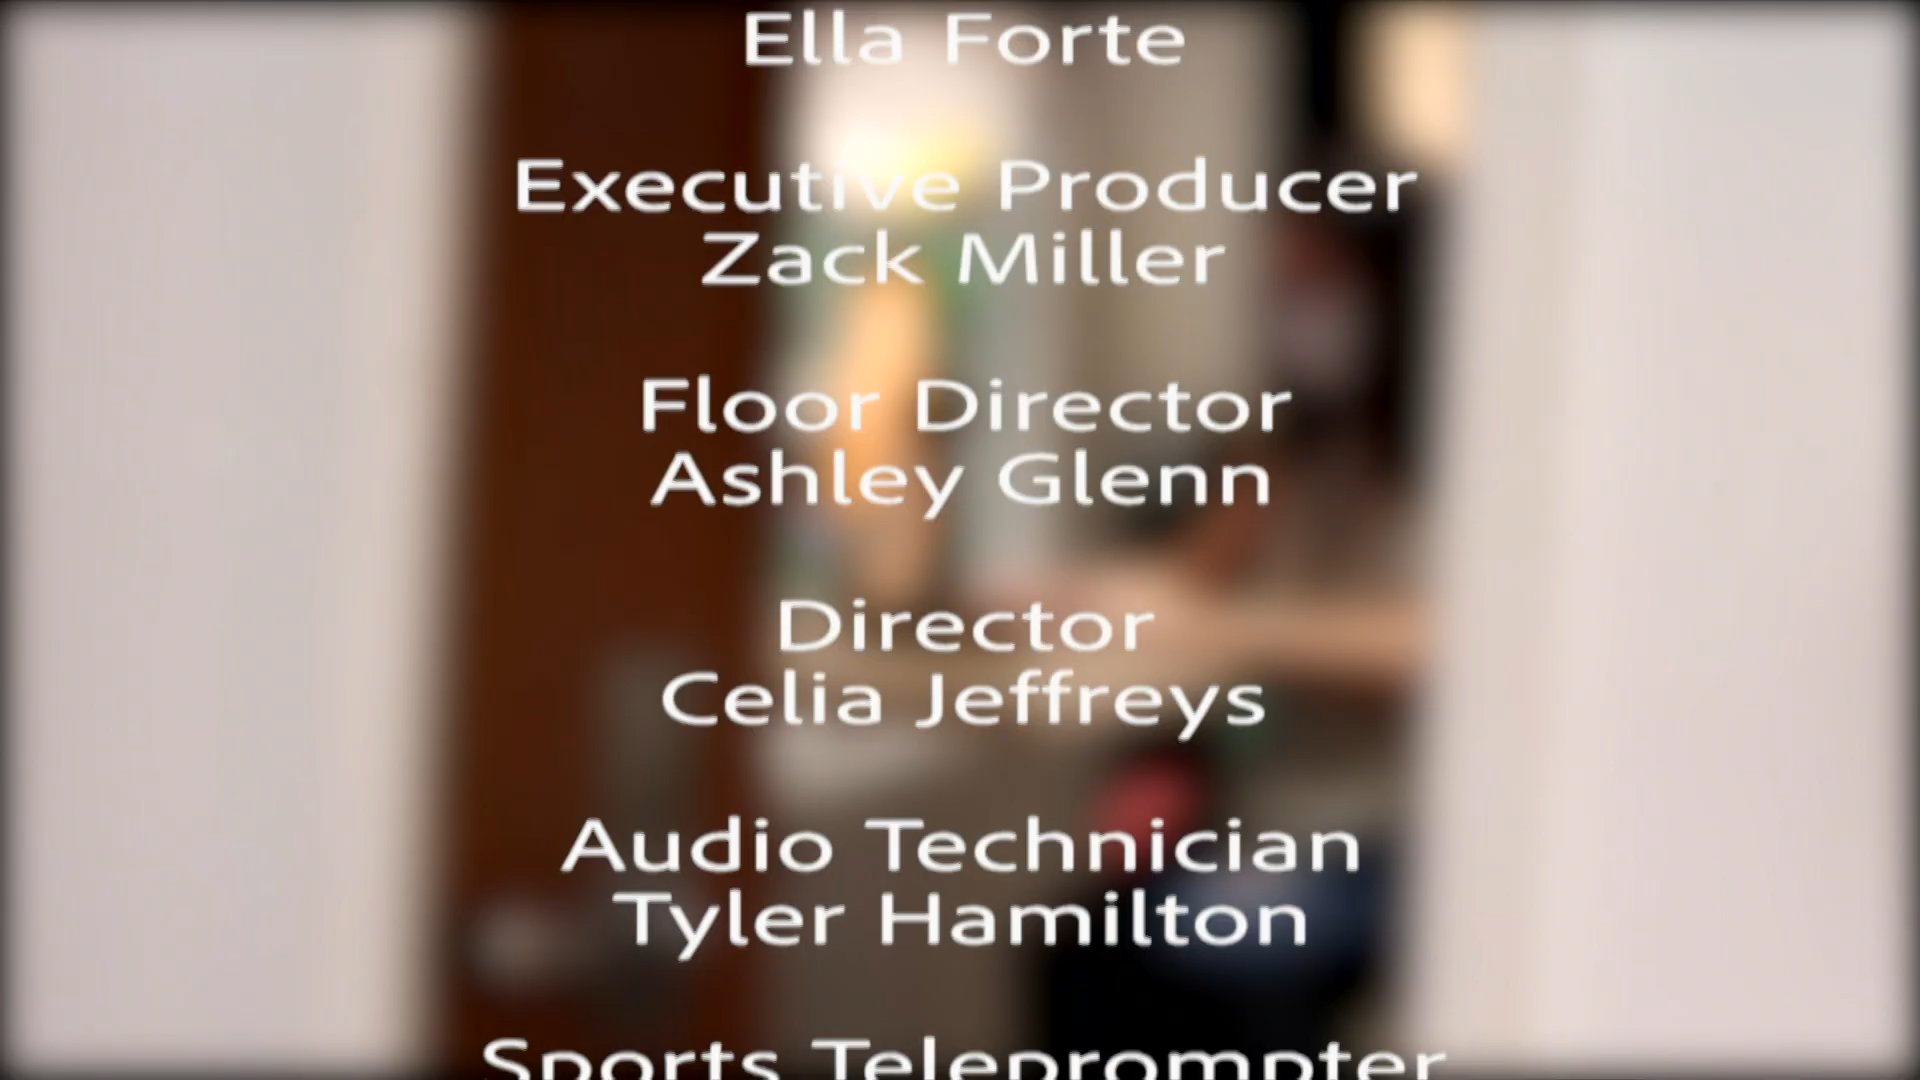 Ella Forte
Executive Producer
Zack Miller
Floor Director
Ashley Glenn
Director
Celia Jeffreys
Audio Technician
Tyler Hamilton
Sports Teleprompter